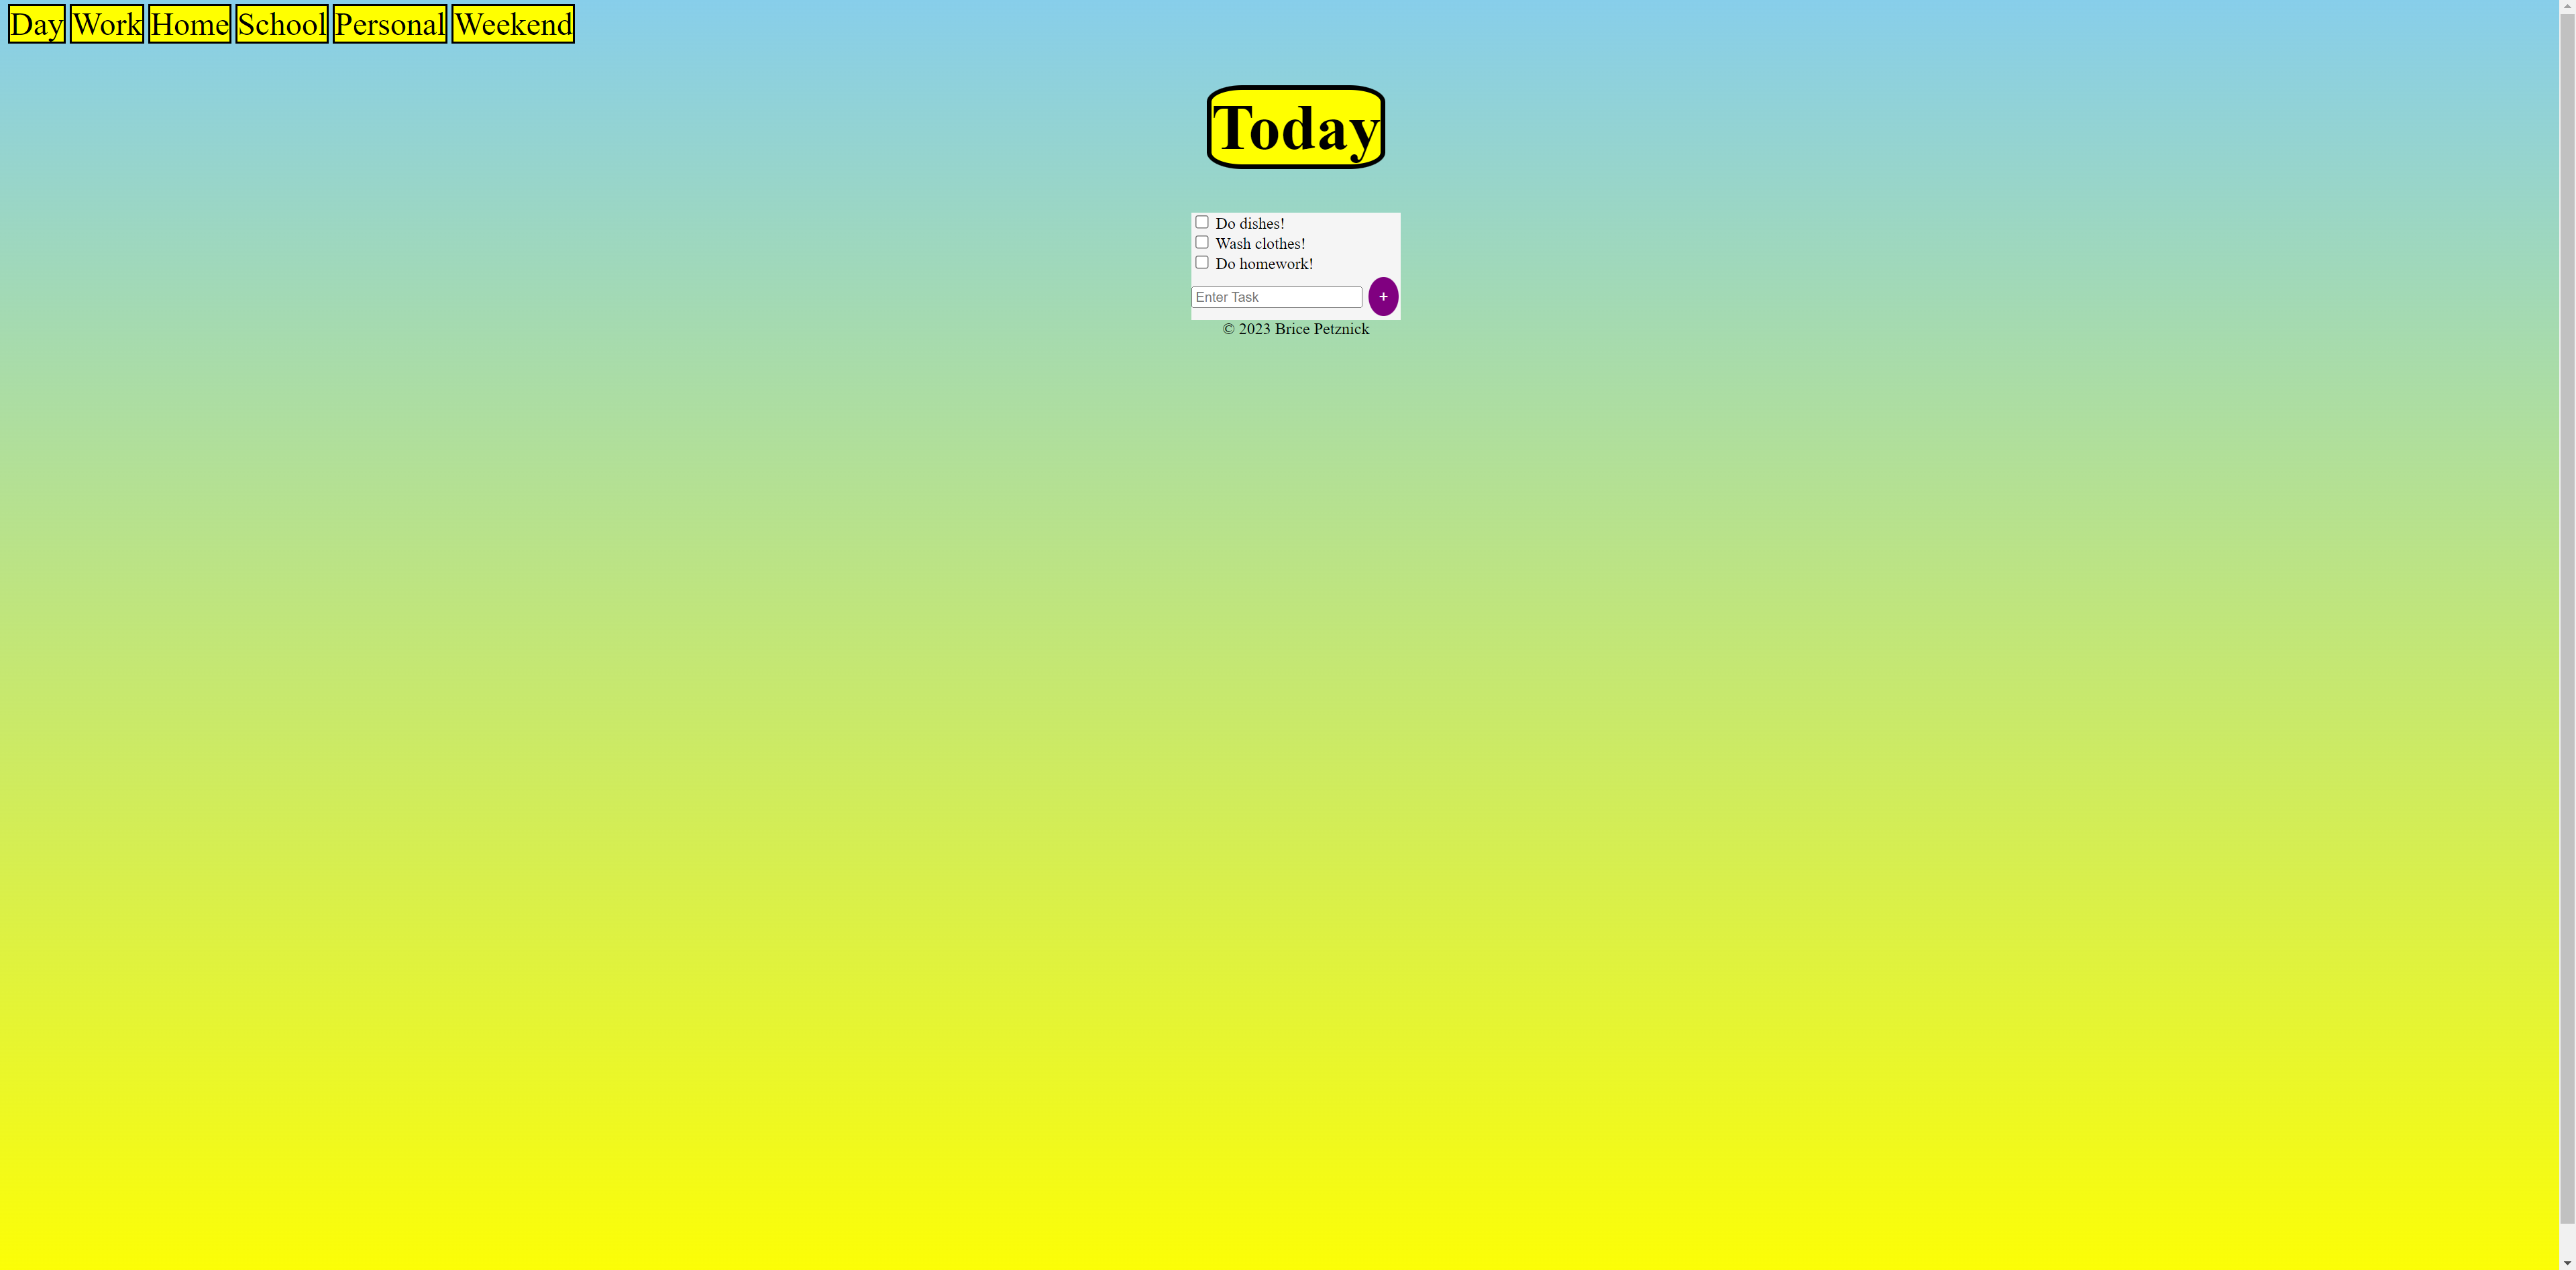 Day Work Home School Personal Weekend
Today
Do dishes!
Wash clothes!
Do homework!
Enter Task +
© 2023 Brice Petznick